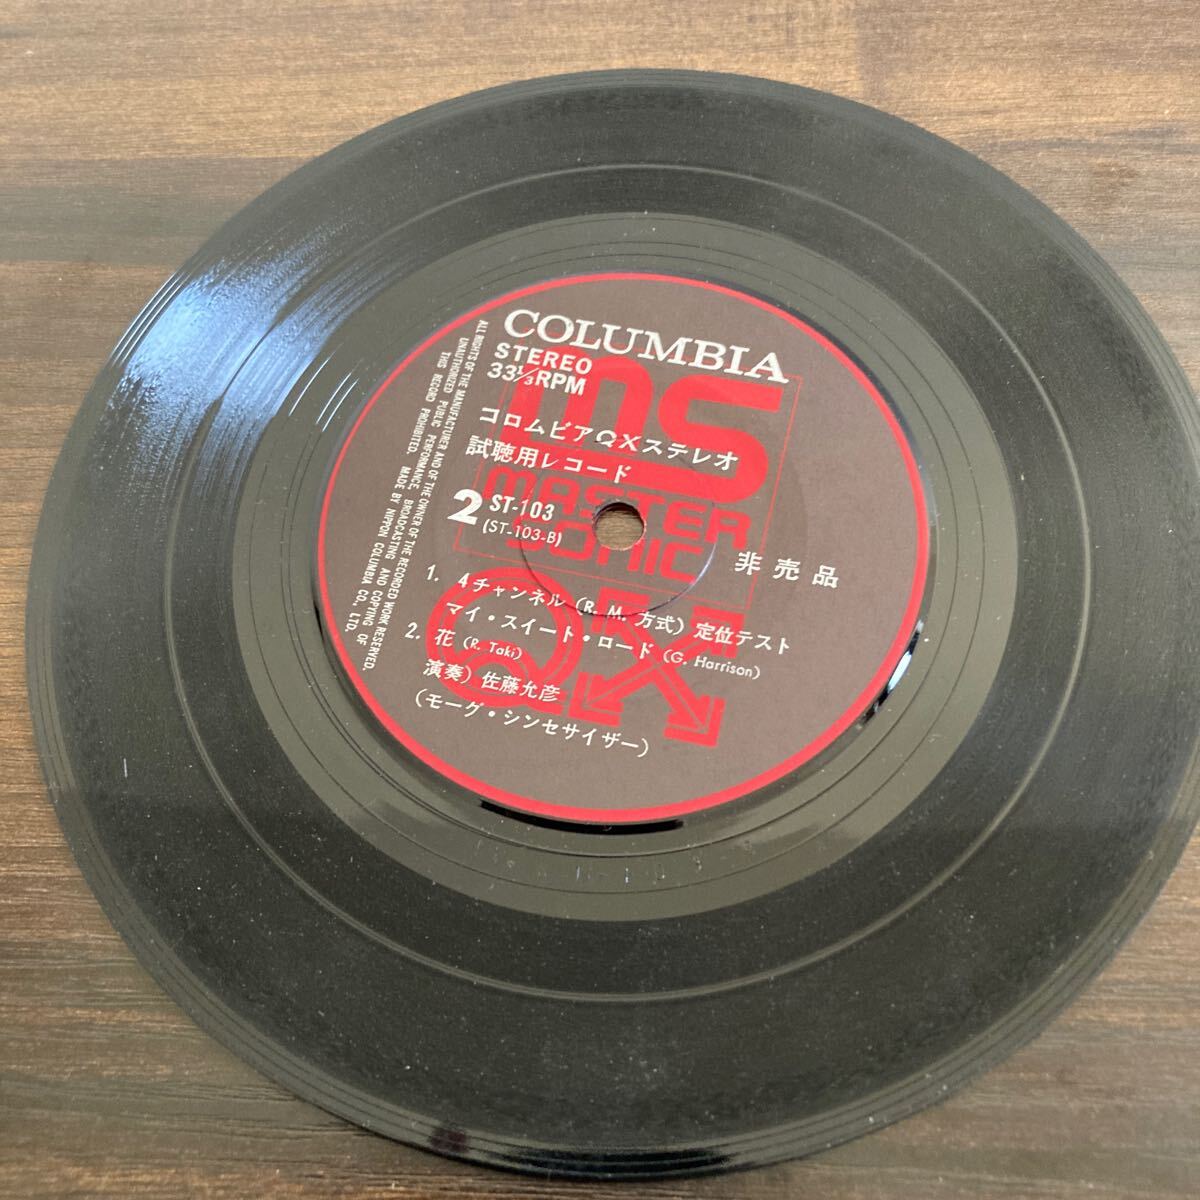 COLUMBIA
STEREO
33⅓RPM
mS
MASTER
SONIC
QX
コロムビアQXステレオ
試聴用レコード
2 ST-103
(ST-103-B)
非売品
1. 4チャンネル (R. M. 方式) 定位テスト
マイ・スイート・ロード (G. Harrison)
2. 花 (R. Taki)
演奏) 佐藤允彦
(モーグ・シンセサイザー)
ALL RIGHTS OF THE MANUFACTURER AND OF THE OWNER OF THE RECORDED WORK RESERVED.
UNAUTHORIZED PUBLIC PERFORMANCE, BROADCASTING AND COPYING OF
THIS RECORD PROHIBITED. MADE BY NIPPON COLUMBIA CO., LTD.